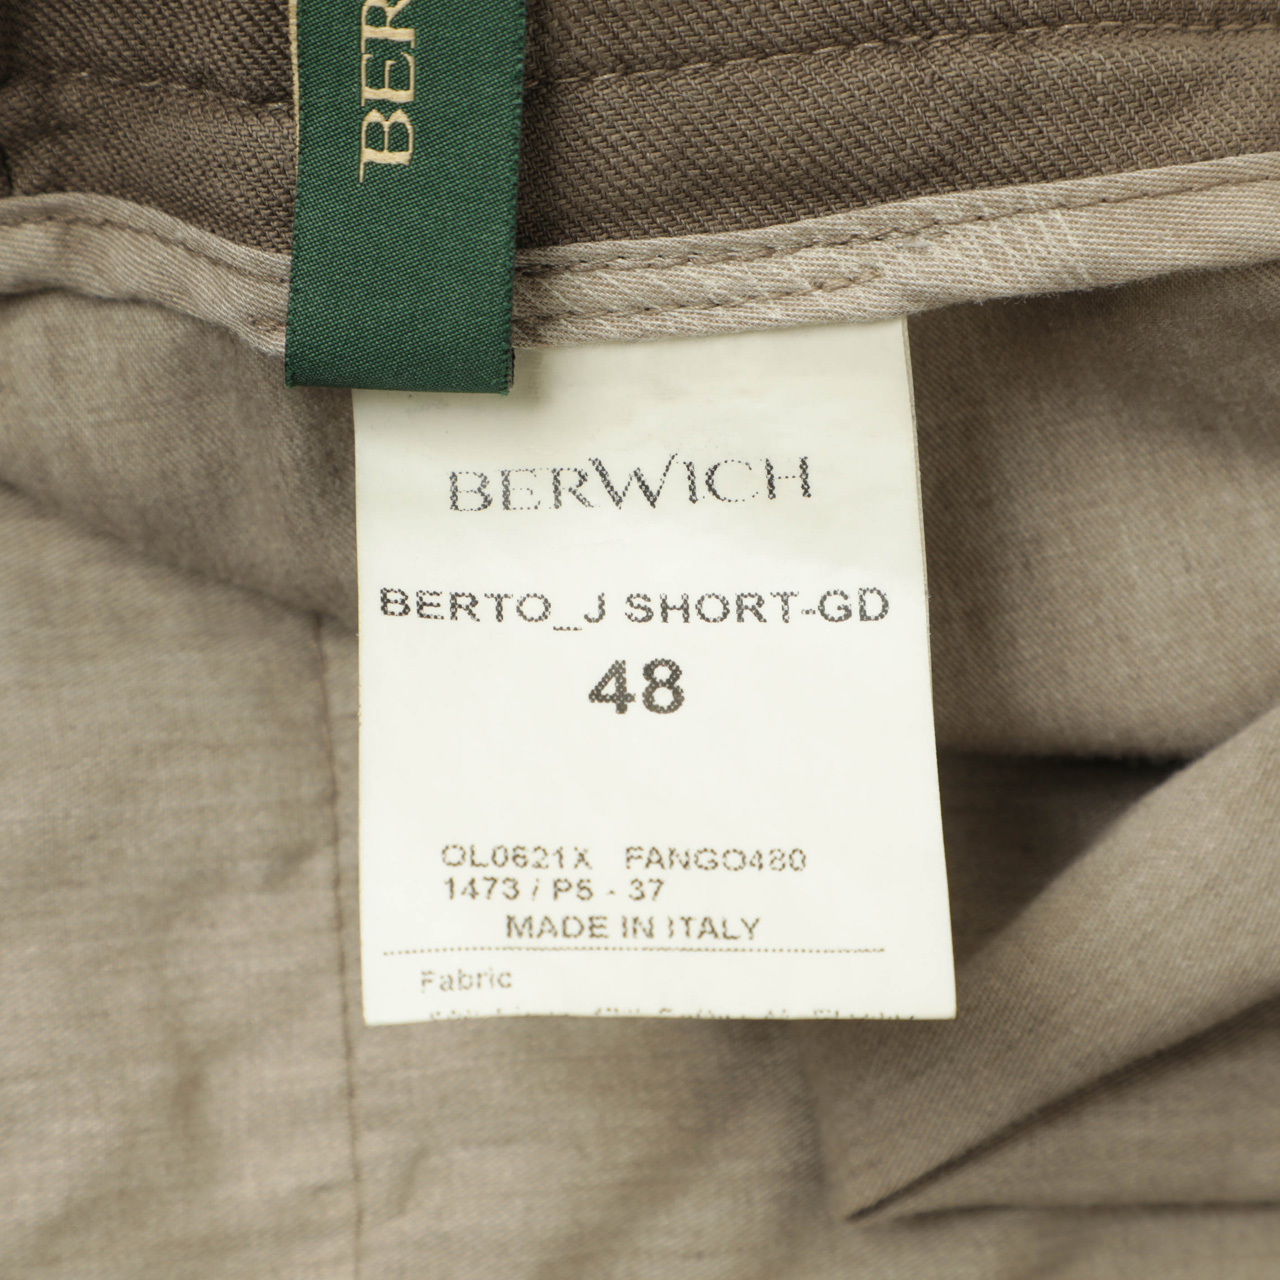 BER
BERWICH
BERTO_J SHORT-GD
48
OL0621X FANGO480
1473 / P5 - 37
MADE IN ITALY
Fabric